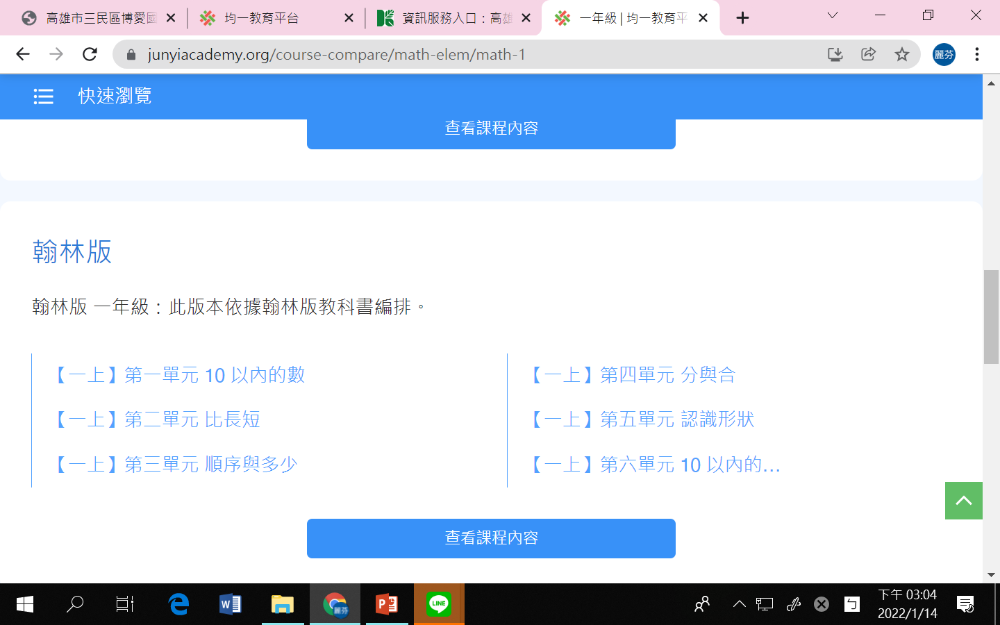 高雄市三民區博愛國
均一教育平台
資訊服務入口：高雄
一年級 | 均一教育平
junyiacademy.org/course-compare/math-elem/math-1
麗芬
快速瀏覽
查看課程內容
翰林版
翰林版 一年級：此版本依據翰林版教科書編排。
【一上】第一單元 10 以內的數
【一上】第二單元 比長短
【一上】第三單元 順序與多少
【一上】第四單元 分與合
【一上】第五單元 認識形狀
【一上】第六單元 10 以內的...
查看課程內容
麗芬
LINE
ㄅ
下午 03:04
2022/1/14